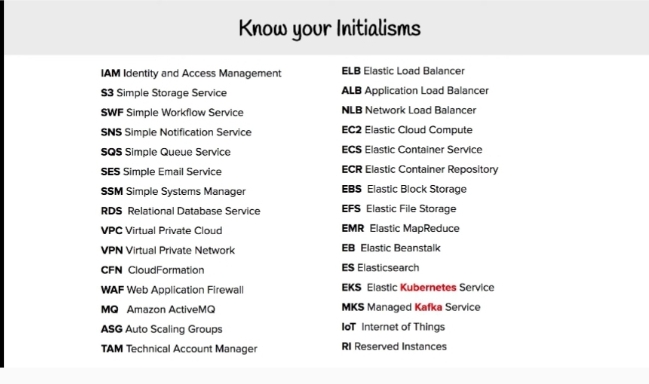 Know your Initialisms
IAM Identity and Access Management
S3 Simple Storage Service
SWF Simple Workflow Service
SNS Simple Notification Service
SQS Simple Queue Service
SES Simple Email Service
SSM Simple Systems Manager
RDS Relational Database Service
VPC Virtual Private Cloud
VPN Virtual Private Network
CFN CloudFormation
WAF Web Application Firewall
MQ Amazon ActiveMQ
ASG Auto Scaling Groups
TAM Technical Account Manager
ELB Elastic Load Balancer
ALB Application Load Balancer
NLB Network Load Balancer
EC2 Elastic Cloud Compute
ECS Elastic Container Service
ECR Elastic Container Repository
EBS Elastic Block Storage
EFS Elastic File Storage
EMR Elastic MapReduce
EB Elastic Beanstalk
ES Elasticsearch
EKS Elastic Kubernetes Service
MKS Managed Kafka Service
IoT Internet of Things
RI Reserved Instances